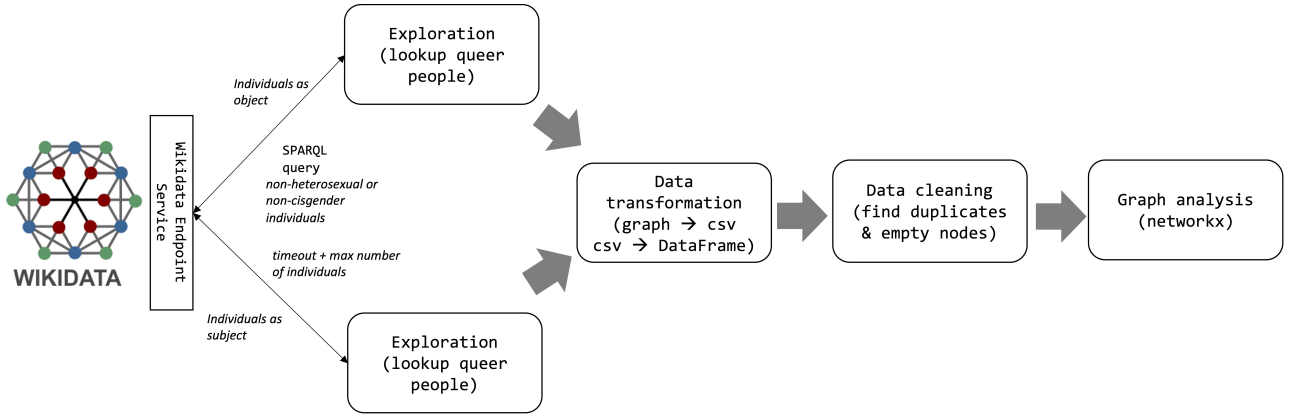 WIKIDATA
Wikidata Endpoint
Service
Individuals as
object
SPARQL
query
non-heterosexual or
non-cisgender
individuals
timeout + max number
of individuals
Individuals as
subject
Exploration
(lookup queer
people)
Exploration
(lookup queer
people)
Data
transformation
(graph → csv
csv → DataFrame)
Data cleaning
(find duplicates
& empty nodes)
Graph analysis
(networkx)